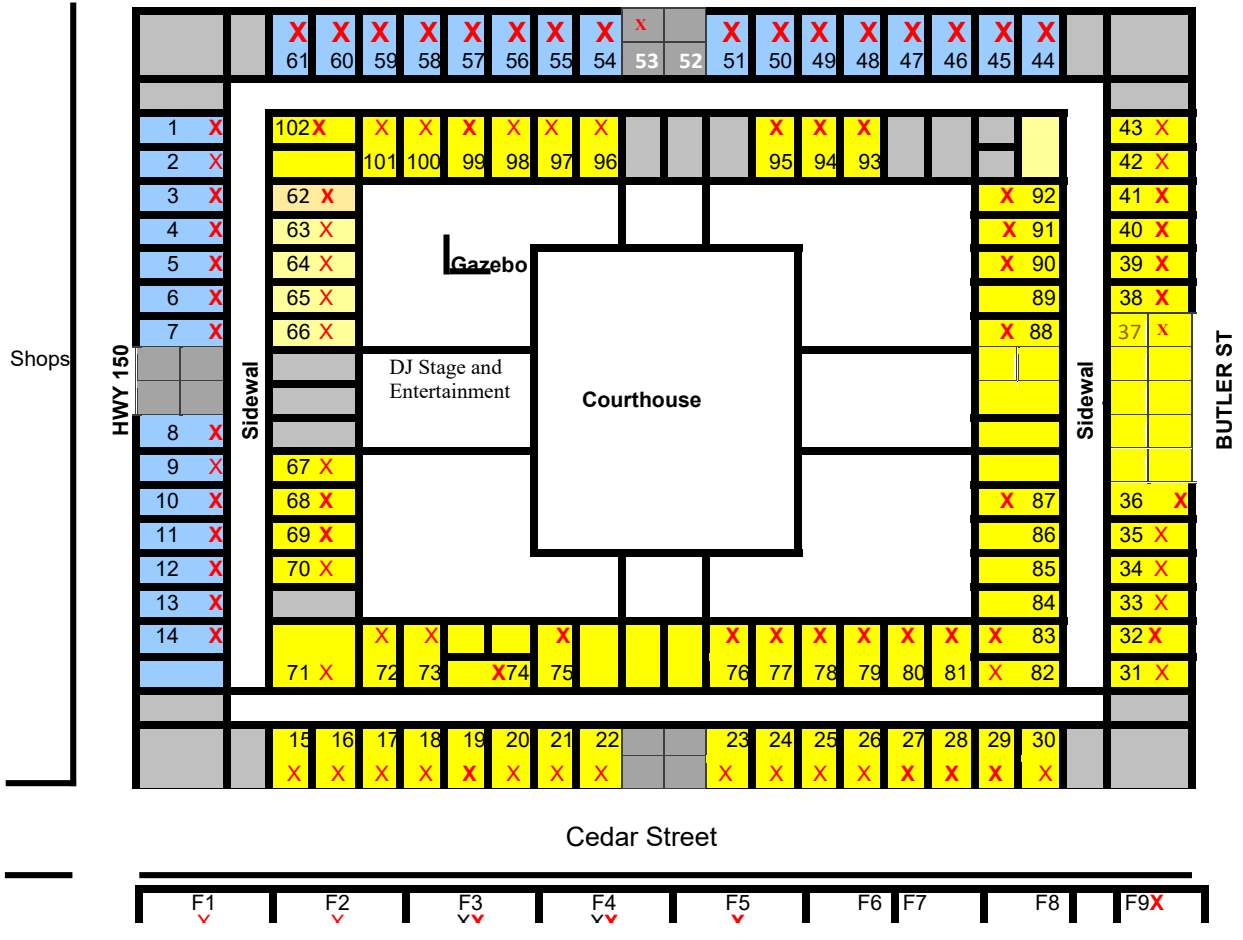 X X X X X X X X X X X X X X X X X
61 60 59 58 57 56 55 54 53 52 51 50 49 48 47 46 45 44
1 X 102 X X X X X X X X X X 43 X
2 X 101 100 99 98 97 96 95 94 93 42 X
3 X 62 X X 92 41 X
4 X 63 X X 91 40 X
5 X 64 X Gazebo X 90 39 X
6 X 65 X 89 38 X
7 X 66 X X 88 37 X
Shops
HWY 150
Sidewal
DJ Stage and
Entertainment
Courthouse
Sidewal
BUTLER ST
8 X
9 X 67 X
10 X 68 X X 87 36 X
11 X 69 X 86 35 X
12 X 70 X 85 34 X
13 X 84 33 X
14 X X X X X X X X X X X 83 32 X
71 X 72 73 X 74 75 76 77 78 79 80 81 X 82 31 X
15 16 17 18 19 20 21 22 23 24 25 26 27 28 29 30
X X X X X X X X X X X X X X X X
Cedar Street
F1 F2 F3 F4 F5 F6 F7 F8 F9X
X X XX XX X